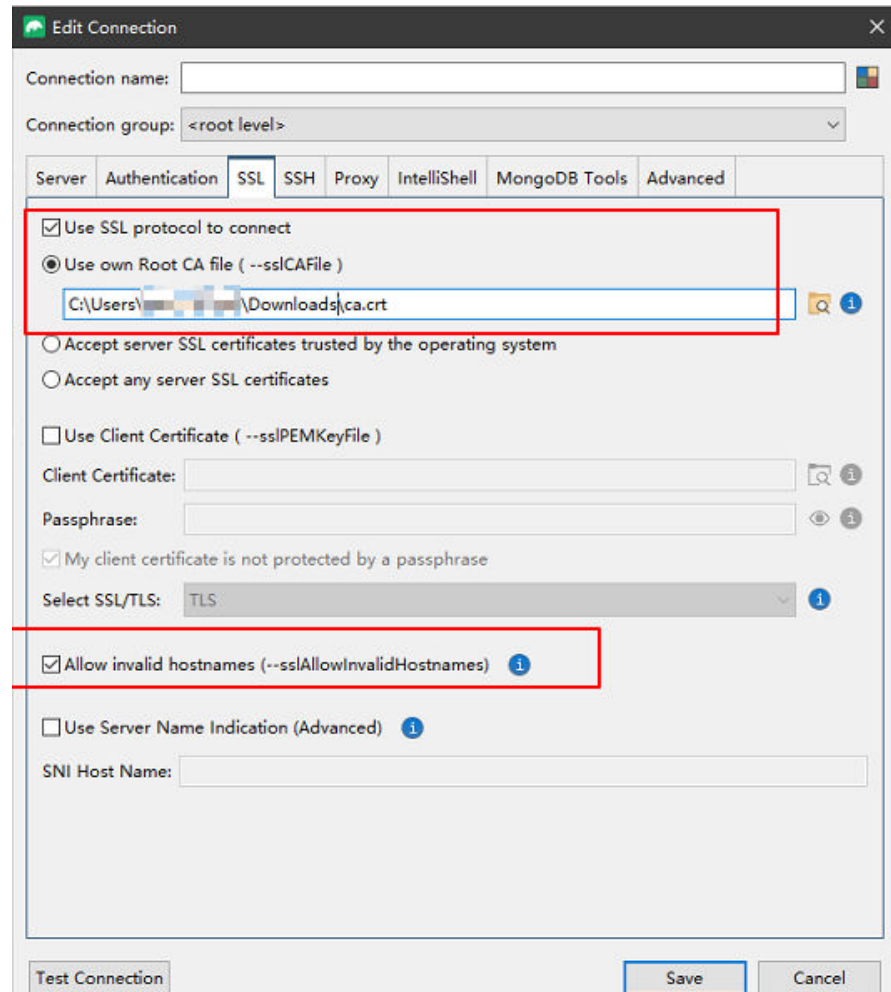 Edit Connection
Connection name:
Connection group: <root level>
Server Authentication SSL SSH Proxy IntelliShell MongoDB Tools Advanced
Use SSL protocol to connect
Use own Root CA file ( --sslCAFile )
C:\Users\ \Downloads\ca.crt
Accept server SSL certificates trusted by the operating system
Accept any server SSL certificates
Use Client Certificate ( --sslPEMKeyFile )
Client Certificate:
Passphrase:
My client certificate is not protected by a passphrase
Select SSL/TLS: TLS
Allow invalid hostnames (--sslAllowInvalidHostnames)
Use Server Name Indication (Advanced)
SNI Host Name:
Test Connection Save Cancel